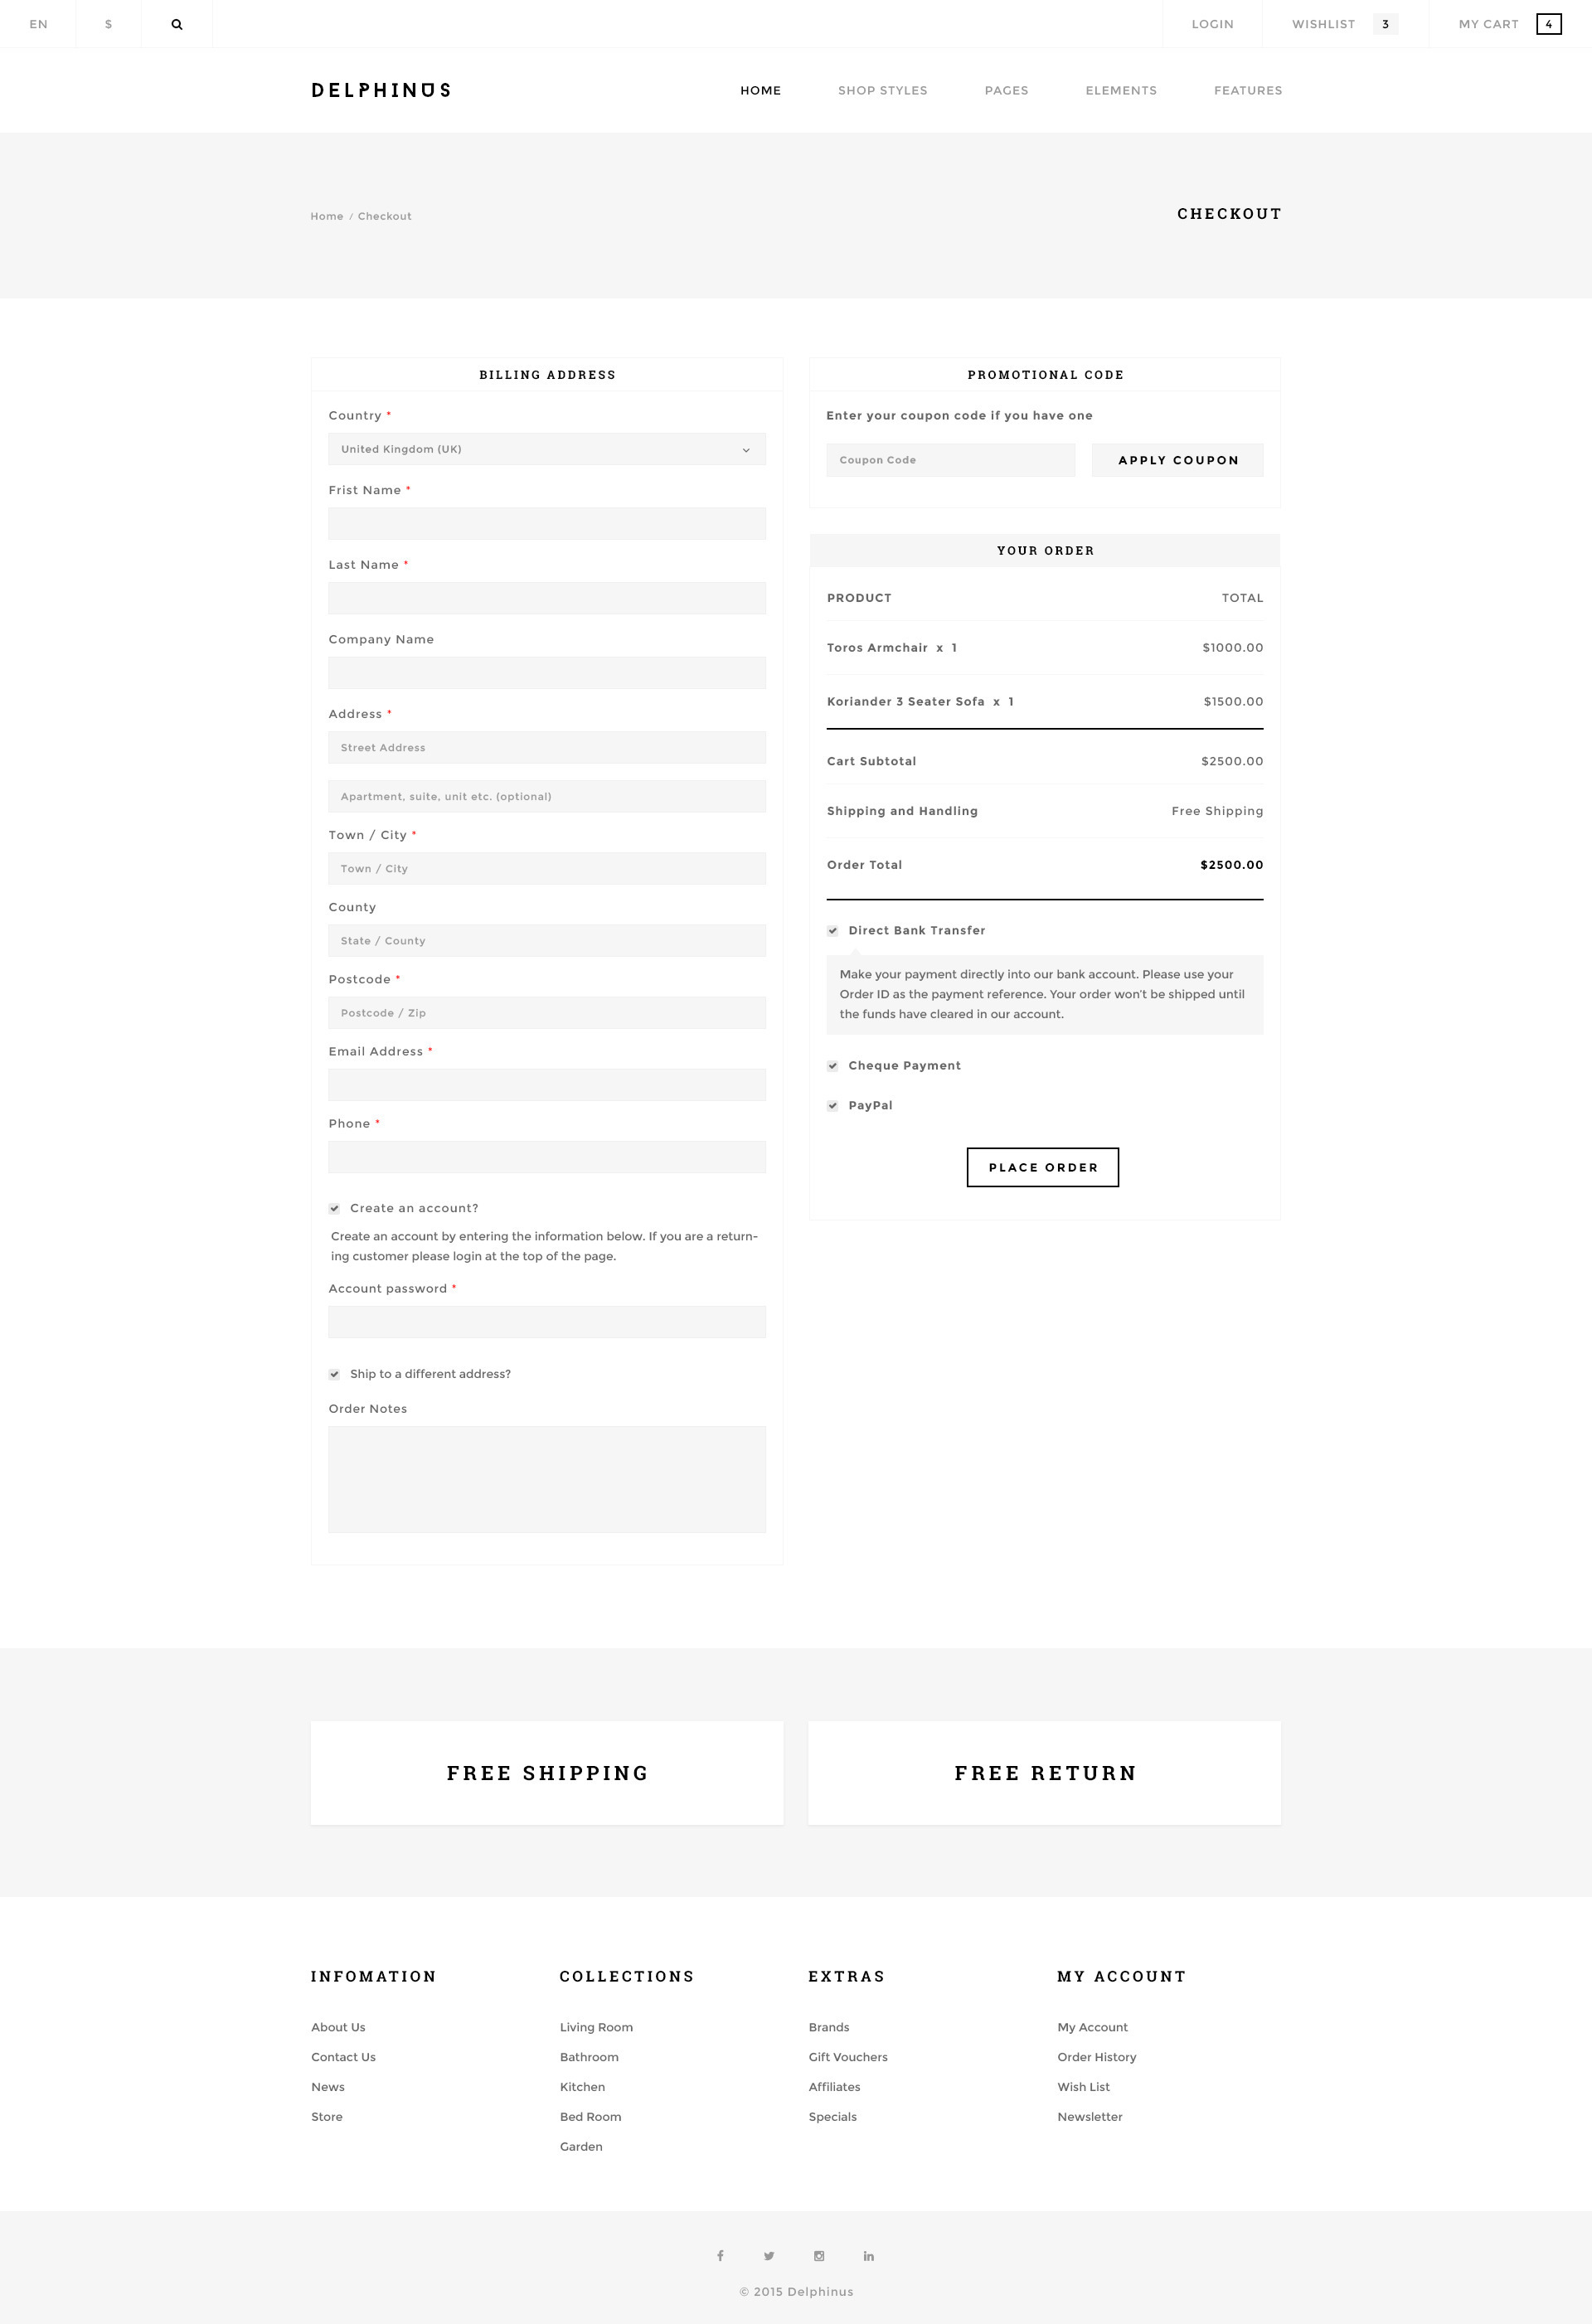 EN $ LOGIN WISHLIST 3 MY CART 4
DELPHINUS HOME SHOP STYLES PAGES ELEMENTS FEATURES
Home / Checkout CHECKOUT
BILLING ADDRESS
Country *
United Kingdom (UK)
Frist Name *
Last Name *
Company Name
Address *
Street Address
Apartment, suite, unit etc. (optional)
Town / City *
Town / City
County
State / County
Postcode *
Postcode / Zip
Email Address *
Phone *
Create an account?
Create an account by entering the information below. If you are a return-
ing customer please login at the top of the page.
Account password *
Ship to a different address?
Order Notes
PROMOTIONAL CODE
Enter your coupon code if you have one
Coupon Code APPLY COUPON
YOUR ORDER
PRODUCT TOTAL
Toros Armchair x 1 $1000.00
Koriander 3 Seater Sofa x 1 $1500.00
Cart Subtotal $2500.00
Shipping and Handling Free Shipping
Order Total $2500.00
Direct Bank Transfer
Make your payment directly into our bank account. Please use your
Order ID as the payment reference. Your order won't be shipped until
the funds have cleared in our account.
Cheque Payment
PayPal
PLACE ORDER
FREE SHIPPING FREE RETURN
INFOMATION
About Us
Contact Us
News
Store
COLLECTIONS
Living Room
Bathroom
Kitchen
Bed Room
Garden
EXTRAS
Brands
Gift Vouchers
Affiliates
Specials
MY ACCOUNT
My Account
Order History
Wish List
Newsletter
© 2015 Delphinus